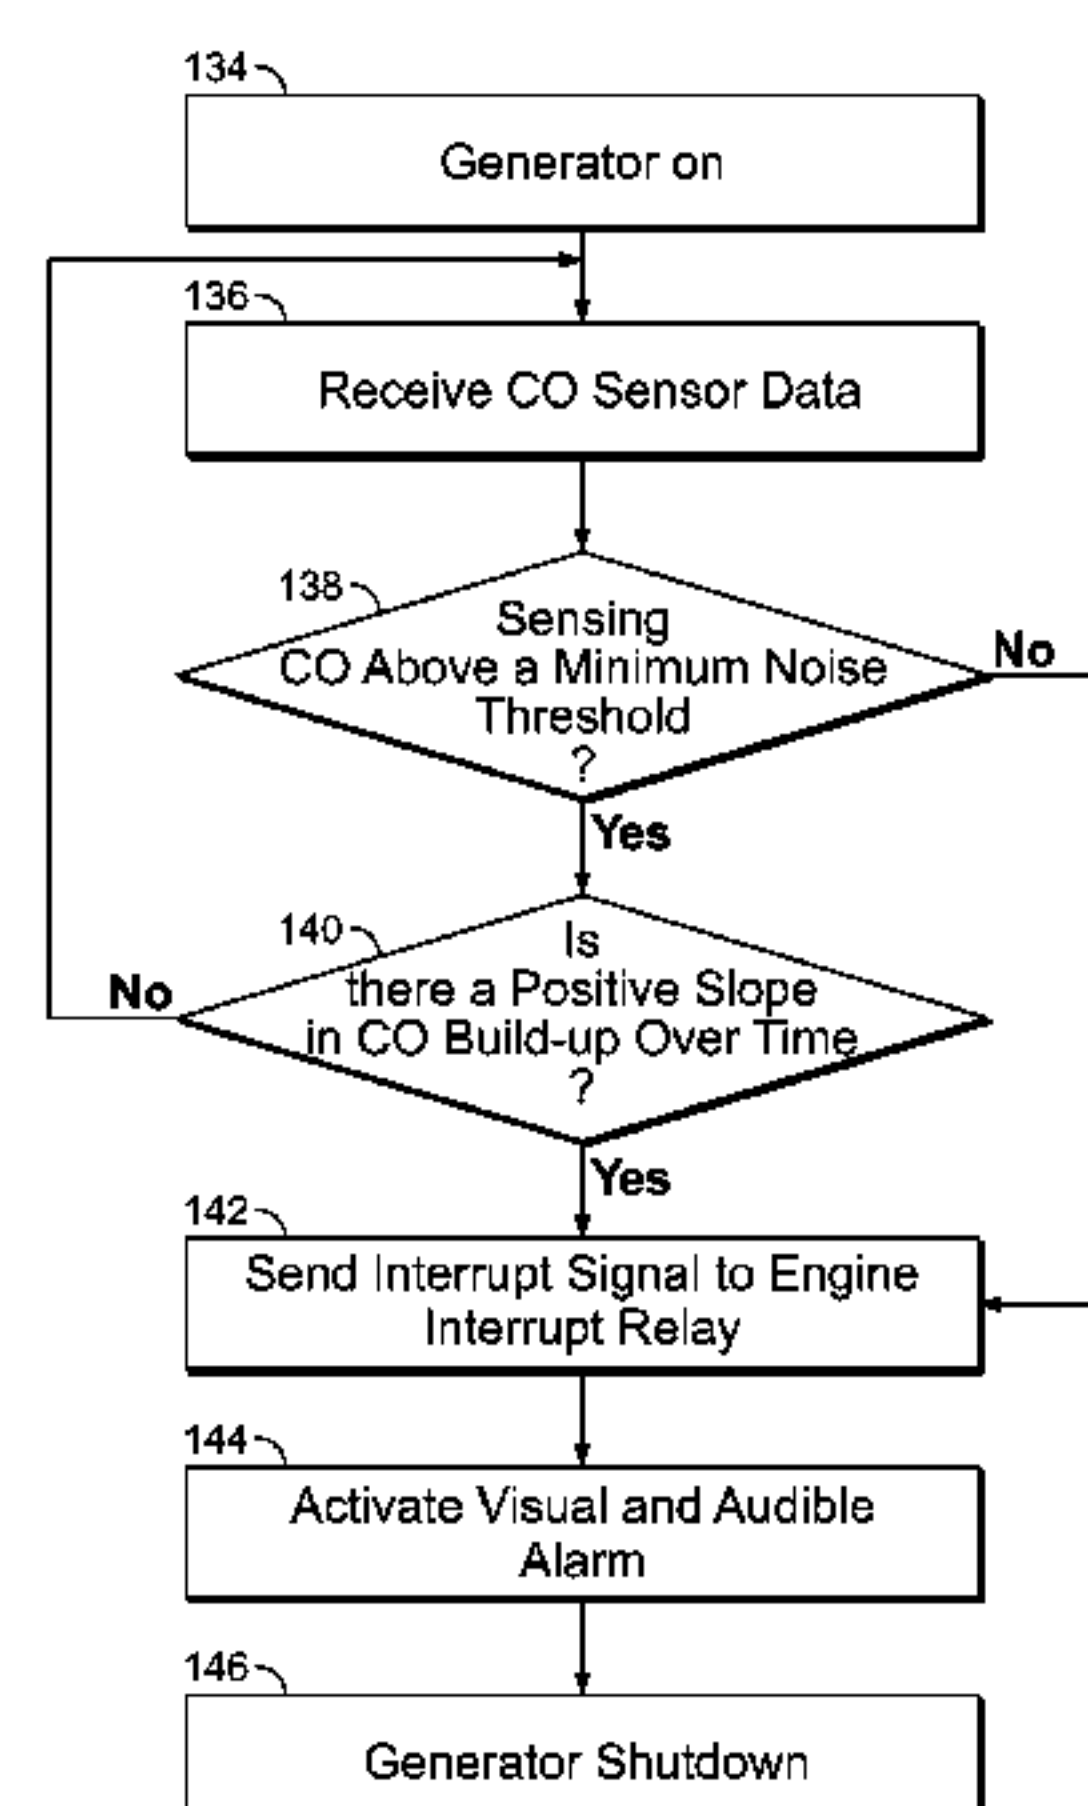 134
Generator on
136
Receive CO Sensor Data
138
Sensing
CO Above a Minimum Noise
Threshold
?
No
Yes
140
Is
there a Positive Slope
in CO Build-up Over Time
?
No
Yes
142
Send Interrupt Signal to Engine
Interrupt Relay
144
Activate Visual and Audible
Alarm
146
Generator Shutdown